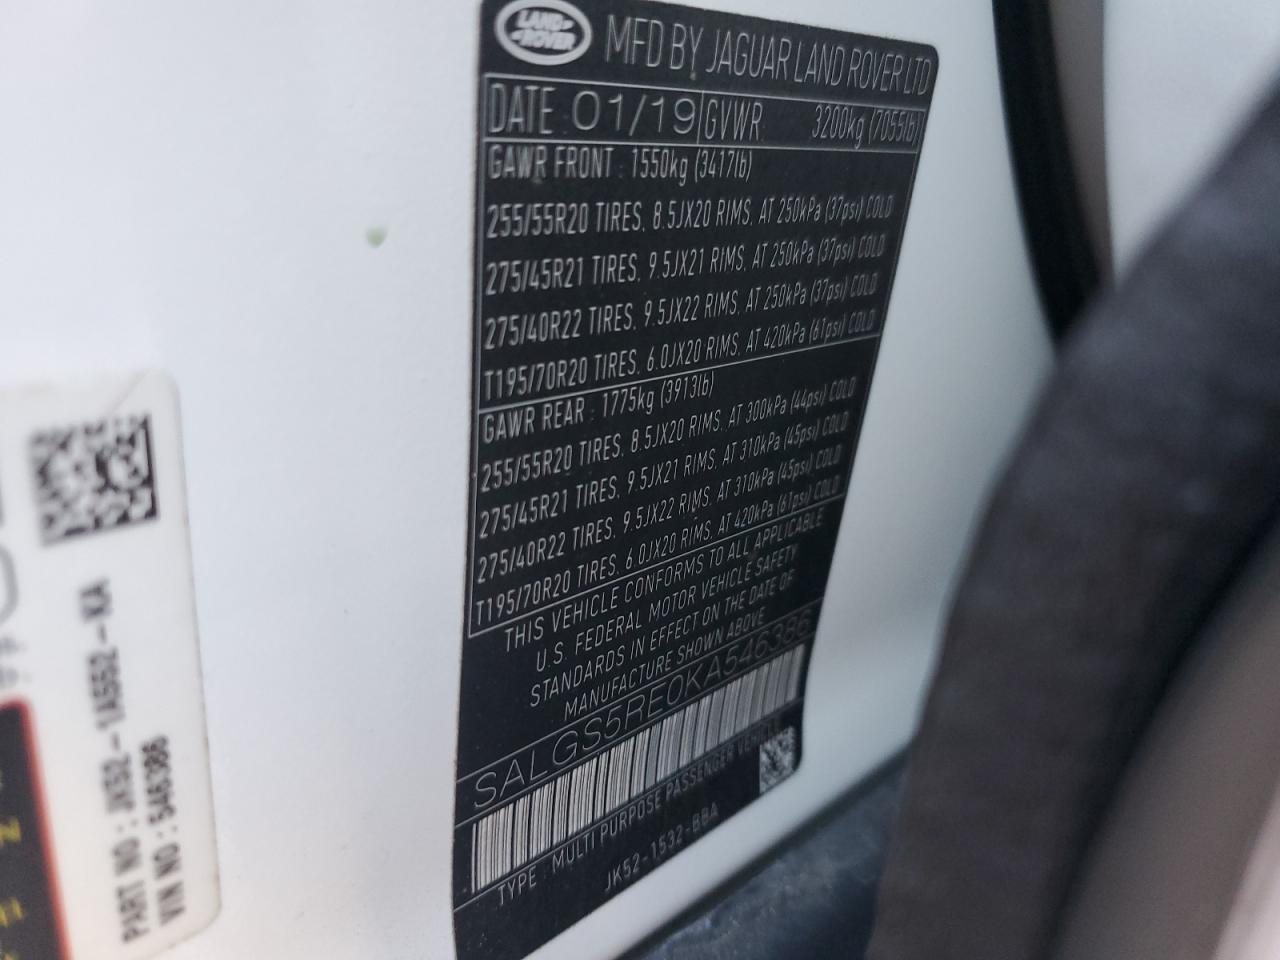 LAND ROVER
MFD BY JAGUAR LAND ROVER LTD
DATE 01/19 GVWR 3200kg (7055lb)
GAWR FRONT : 1550kg (3417lb)
255/55R20 TIRES, 8.5JX20 RIMS, AT 250kPa (37psi) COLD
275/45R21 TIRES, 9.5JX21 RIMS, AT 250kPa (37psi) COLD
275/40R22 TIRES, 9.5JX22 RIMS, AT 250kPa (37psi) COLD
T195/70R20 TIRES, 6.0JX20 RIMS, AT 420kPa (61psi) COLD
GAWR REAR : 1775kg (3913lb)
255/55R20 TIRES, 8.5JX20 RIMS, AT 300kPa (44psi) COLD
275/45R21 TIRES, 9.5JX21 RIMS, AT 310kPa (45psi) COLD
275/40R22 TIRES, 9.5JX22 RIMS, AT 310kPa (45psi) COLD
T195/70R20 TIRES, 6.0JX20 RIMS, AT 420kPa (61psi) COLD
THIS VEHICLE CONFORMS TO ALL APPLICABLE
U.S. FEDERAL MOTOR VEHICLE SAFETY
STANDARDS IN EFFECT ON THE DATE OF
MANUFACTURE SHOWN ABOVE
SALGS5RE0KA546386
TYPE : MULTI PURPOSE PASSENGER VEHICLE
JK52-1532-BBA
PART NO : JK52-14A592-KA
VIN NO : 546386